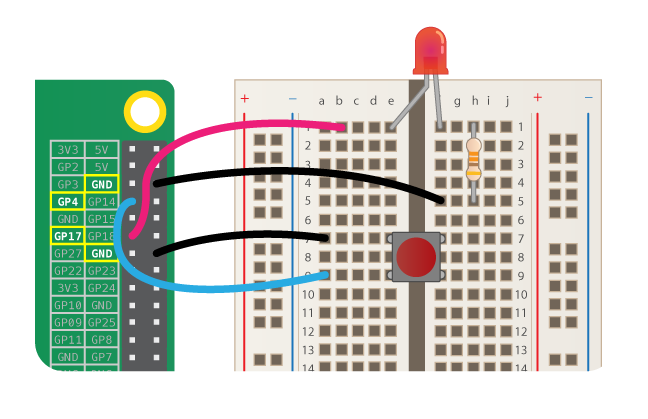 3V3 5V
GP2 5V
GP3 GND
GP4 GP14
GND GP15
GP17 GP18
GP27 GND
GP22 GP23
3V3 GP24
GP10 GND
GP09 GP25
GP11 GP8
GND GP7
+ − a b c d e g h i j + −
1 1
2 2
3 3
4 4
5 5
6 6
7 7
8 8
9 9
10 10
11 11
12 12
13 13
14 14